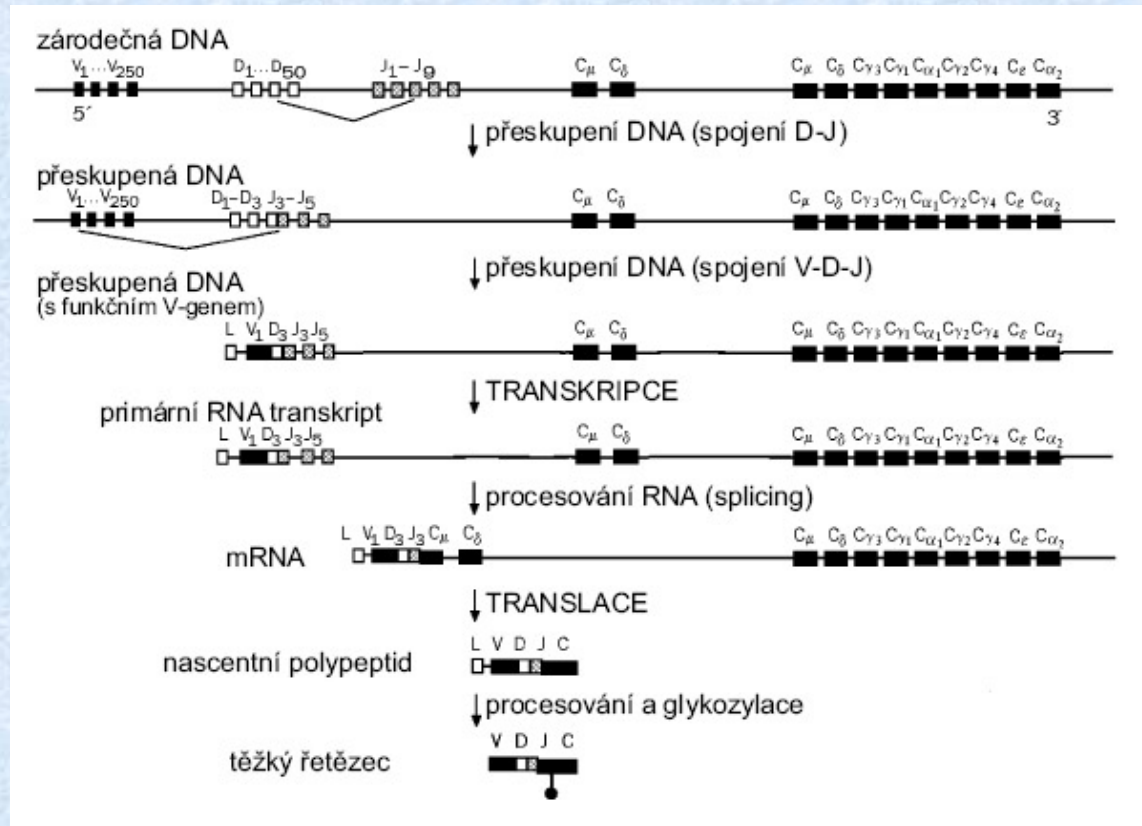 zárodečná DNA
V₁...V₂₅₀ D₁...D₅₀ J₁–J₉ Cμ Cδ Cμ Cδ Cγ₃ Cγ₁ Cα₁ Cγ₂ Cγ₄ Cε Cα₂
5´ 3´
přeskupení DNA (spojení D-J)
přeskupená DNA
V₁...V₂₅₀ D₁–D₃ J₃–J₅ Cμ Cδ Cμ Cδ Cγ₃ Cγ₁ Cα₁ Cγ₂ Cγ₄ Cε Cα₂
přeskupení DNA (spojení V-D-J)
přeskupená DNA
(s funkčním V-genem)
L V₁ D₃ J₃ J₅ Cμ Cδ Cμ Cδ Cγ₃ Cγ₁ Cα₁ Cγ₂ Cγ₄ Cε Cα₂
TRANSKRIPCE
primární RNA transkript
L V₁ D₃ J₃ J₅ Cμ Cδ Cμ Cδ Cγ₃ Cγ₁ Cα₁ Cγ₂ Cγ₄ Cε Cα₂
procesování RNA (splicing)
L V₁ D₃ J₃ Cμ Cδ Cμ Cδ Cγ₃ Cγ₁ Cα₁ Cγ₂ Cγ₄ Cε Cα₂
mRNA
TRANSLACE
L V D J C
nascentní polypeptid
procesování a glykozylace
V D J C
těžký řetězec